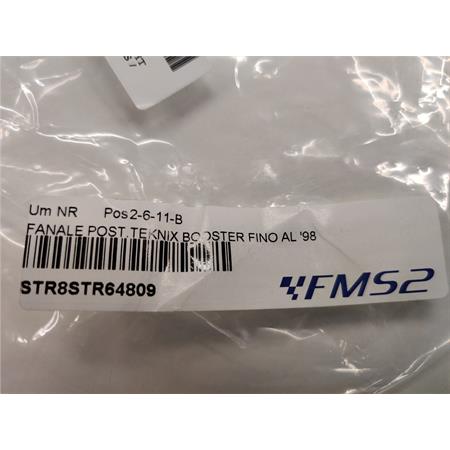 Um NR Pos 2-6-11-B
FANALE POST. TEKNIX BOOSTER FINO AL '98
STR8STR64809
FMS2